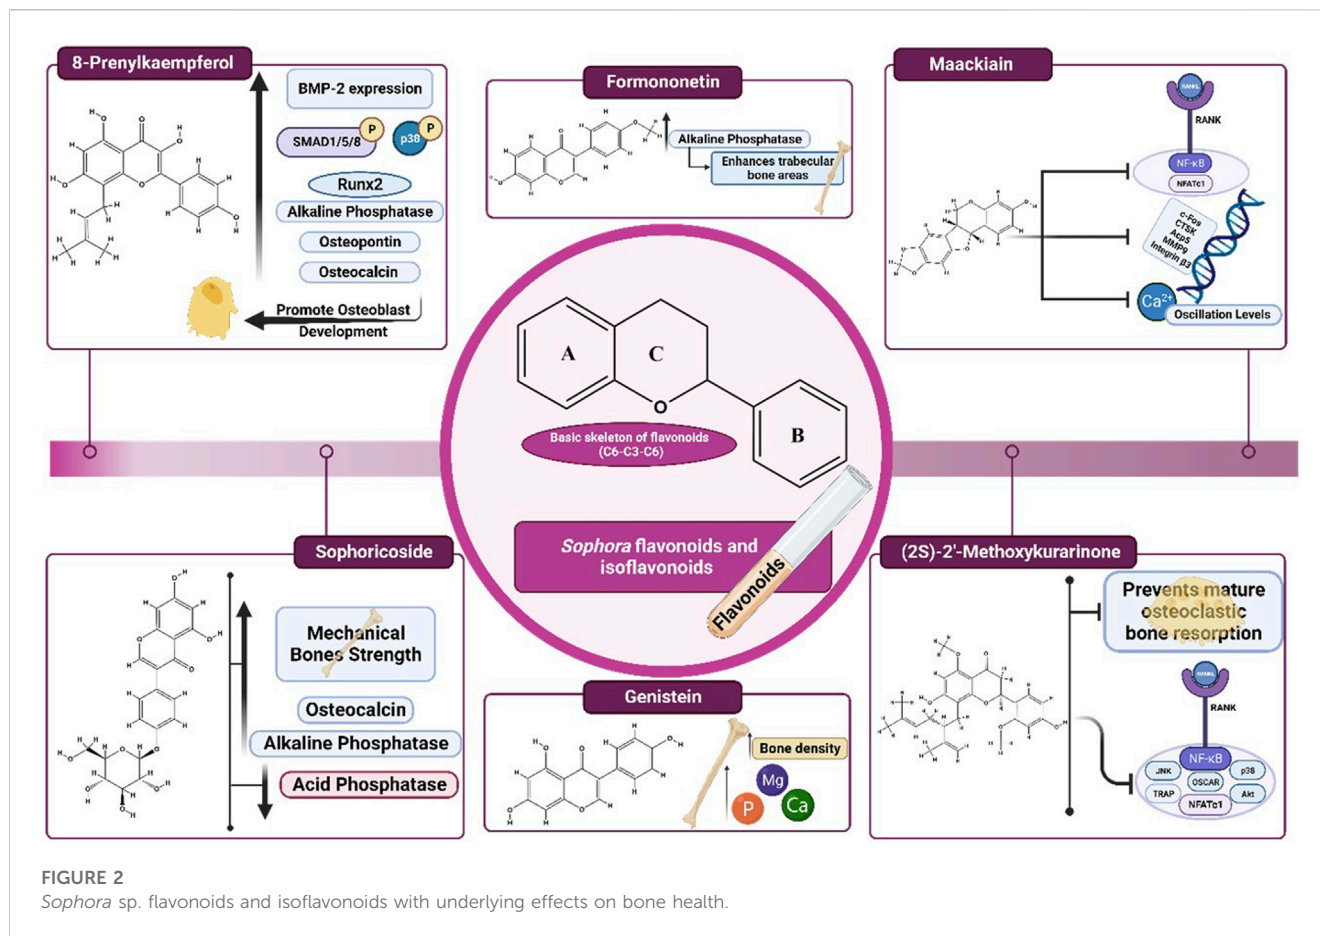 8-Prenylkaempferol
BMP-2 expression
SMAD1/5/8
P
p38
P
Runx2
Alkaline Phosphatase
Osteopontin
Osteocalcin
Promote Osteoblast
Development
Formononetin
Alkaline Phosphatase
Enhances trabecular
bone areas
Maackiain
RANKL
RANK
NF-κB
NFATc1
c-Fos
CTSK
Acp5
MMP9
Integrin β3
Ca²⁺
Oscillation Levels
A
C
O
B
Basic skeleton of flavonoids
(C6-C3-C6)
Sophora flavonoids and
isoflavonoids
Flavonoids
Sophoricoside
Mechanical
Bones Strength
Osteocalcin
Alkaline Phosphatase
Acid Phosphatase
Genistein
Bone density
Mg
P
Ca
(2S)-2'-Methoxykurarinone
Prevents mature
osteoclastic
bone resorption
RANKL
RANK
NF-κB
JNK
p38
OSCAR
TRAP
Akt
NFATc1
FIGURE 2
Sophora sp. flavonoids and isoflavonoids with underlying effects on bone health.